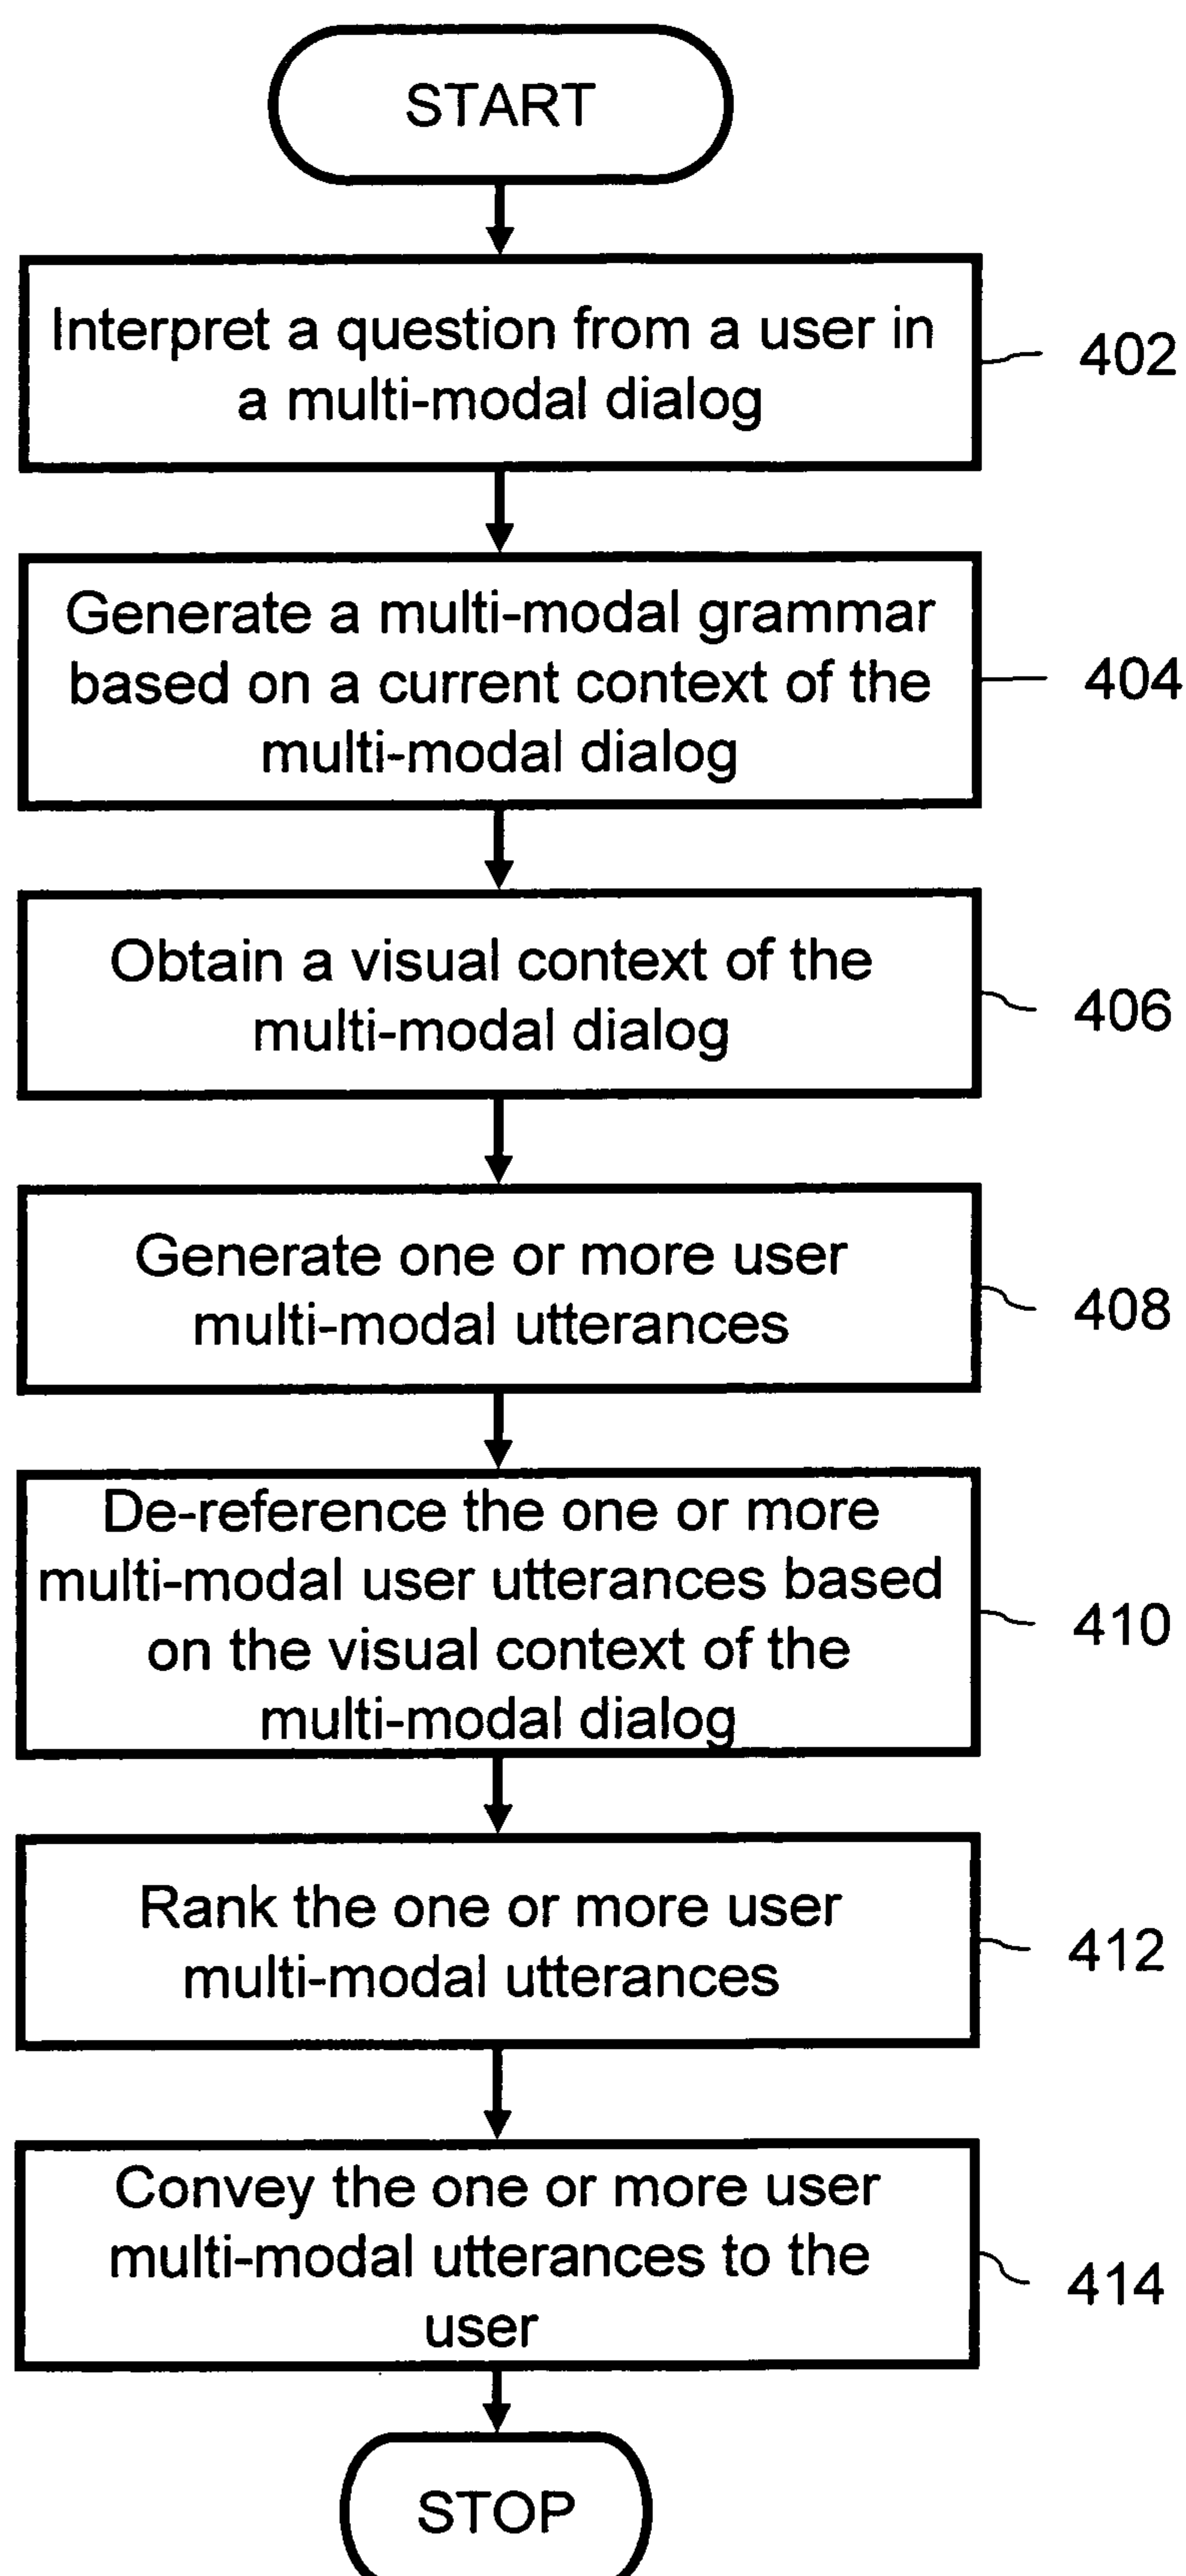 START
Interpret a question from a user in
a multi-modal dialog
402
Generate a multi-modal grammar
based on a current context of the
multi-modal dialog
404
Obtain a visual context of the
multi-modal dialog
406
Generate one or more user
multi-modal utterances
408
De-reference the one or more
multi-modal user utterances based
on the visual context of the
multi-modal dialog
410
Rank the one or more user
multi-modal utterances
412
Convey the one or more user
multi-modal utterances to the
user
414
STOP